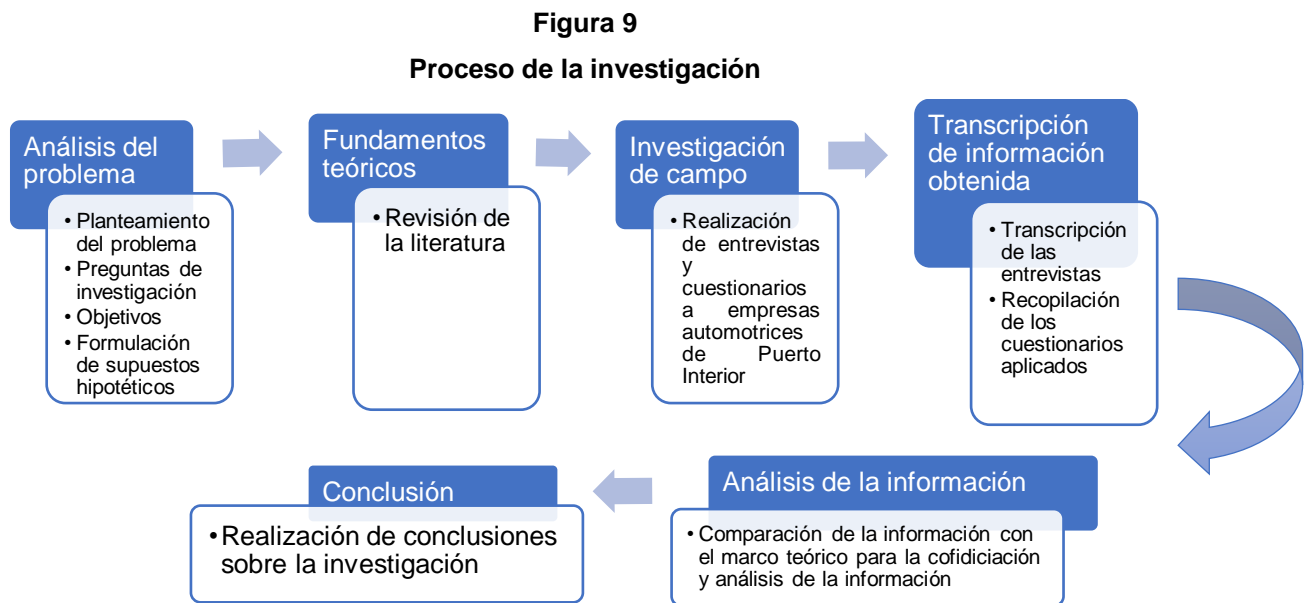 Figura 9
Proceso de la investigación
Análisis del
problema
• Planteamiento
del problema
• Preguntas de
investigación
• Objetivos
• Formulación
de supuestos
hipotéticos
Fundamentos
teóricos
• Revisión de
la literatura
Investigación
de campo
• Realización
de entrevistas
y
cuestionarios
a empresas
automotrices
de Puerto
Interior
Transcripción
de información
obtenida
• Transcripción
de las
entrevistas
• Recopilación
de los
cuestionarios
aplicados
Análisis de la información
• Comparación de la información con
el marco teórico para la cofidiciación
y análisis de la información
Conclusión
• Realización de conclusiones
sobre la investigación